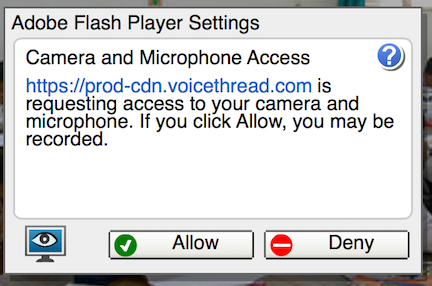 Adobe Flash Player Settings
Camera and Microphone Access
?
https://prod-cdn.voicethread.com is
requesting access to your camera and
microphone. If you click Allow, you may be
recorded.
Allow Deny